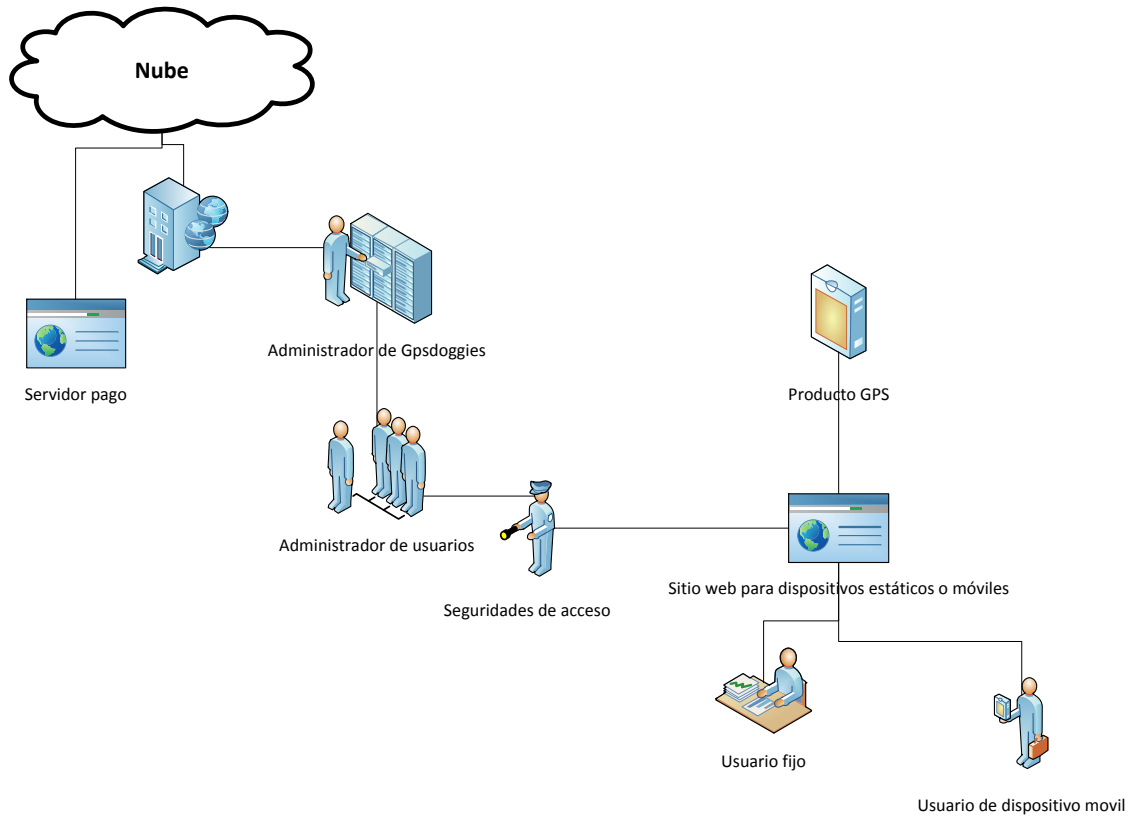 Nube
Administrador de Gpsdoggies
Servidor pago
Producto GPS
Administrador de usuarios
Sitio web para dispositivos estáticos o móviles
Seguridades de acceso
Usuario fijo
Usuario de dispositivo movil